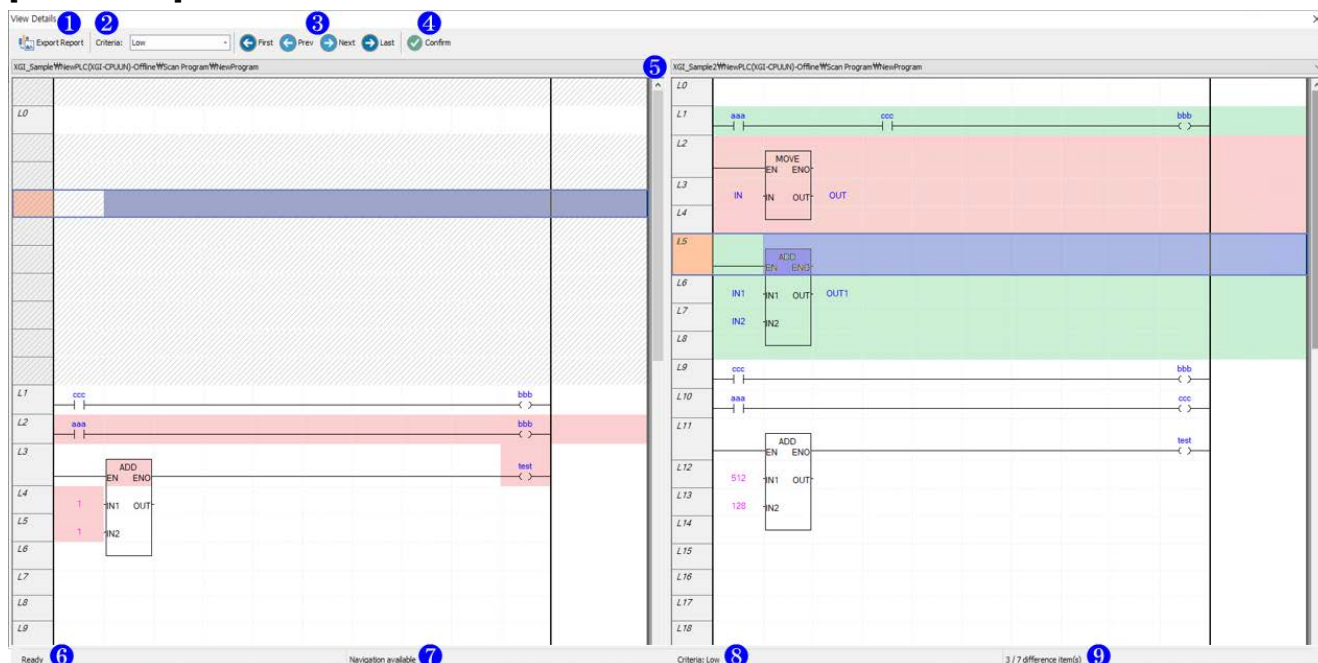 View Details
1 2 3 4
Export Report Criteria: Low First Prev Next Last Confirm
XGI_Sample₩NewPLC(XGI-CPUUN)-Offline₩Scan Program₩NewProgram
L0
L1 ccc bbb
L2 aaa bbb
L3 ADD test
EN ENO
L4 1 IN1 OUT
L5 1 IN2
L6
L7
L8
L9
5
XGI_Sample2₩NewPLC(XGI-CPUUN)-Offline₩Scan Program₩NewProgram
L0
L1 aaa ccc bbb
L2 MOVE
EN ENO
L3 IN IN OUT OUT
L4
L5 ADD
EN ENO
L6 IN1 IN1 OUT OUT1
L7 IN2 IN2
L8
L9 ccc bbb
L10 aaa ccc
L11 ADD test
EN ENO
L12 512 IN1 OUT
L13 128 IN2
L14
L15
L16
L17
L18
Ready 6 Navigation available 7 Criteria: Low 8 3 / 7 difference item(s) 9